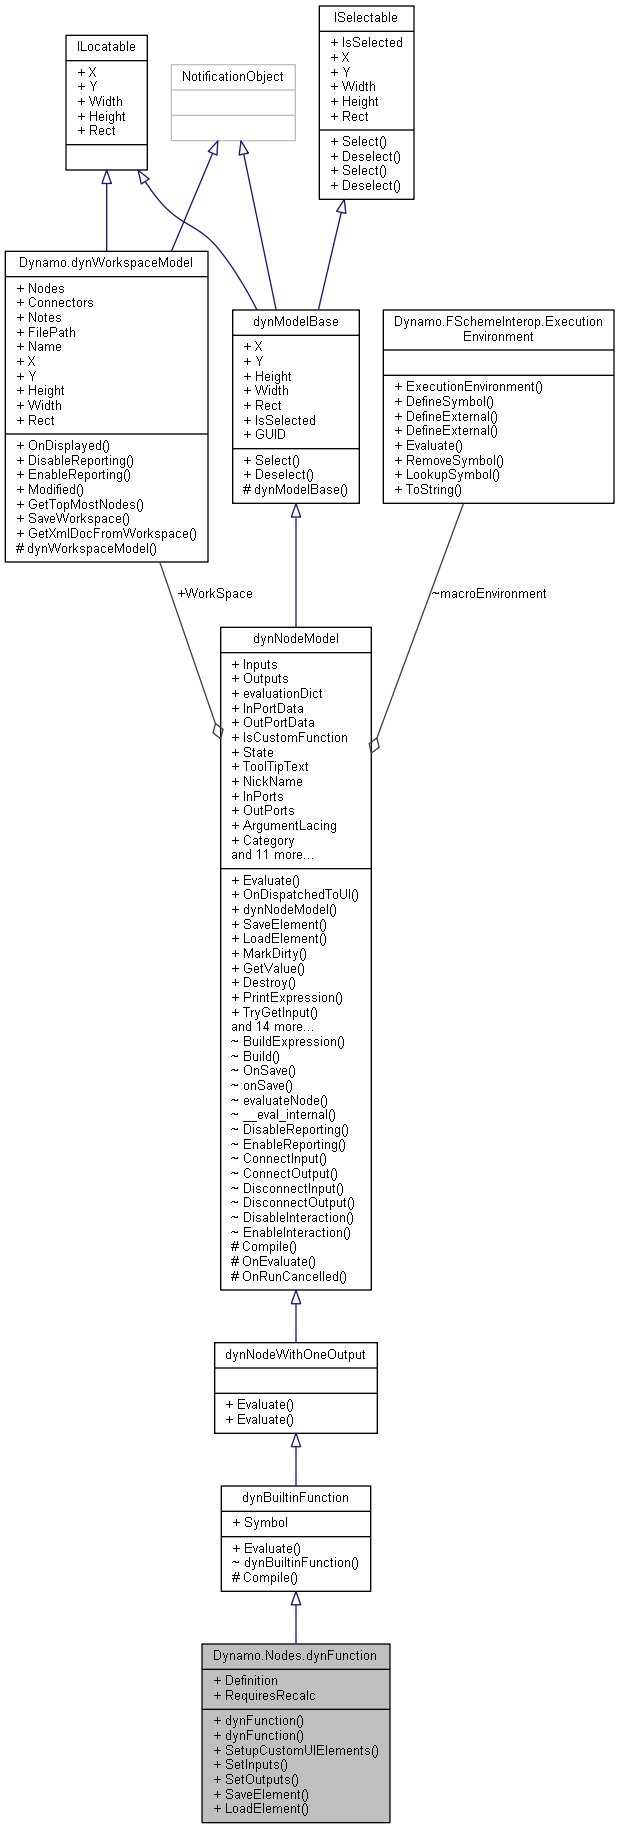 ISelectable
+ IsSelected
+ X
+ Y
+ Width
+ Height
+ Rect
+ Select()
+ Deselect()
+ Select()
+ Deselect()
ILocatable
+ X
+ Y
+ Width
+ Height
+ Rect
NotificationObject
Dynamo.dynWorkspaceModel
+ Nodes
+ Connectors
+ Notes
+ FilePath
+ Name
+ X
+ Y
+ Height
+ Width
+ Rect
+ OnDisplayed()
+ DisableReporting()
+ EnableReporting()
+ Modified()
+ GetTopMostNodes()
+ SaveWorkspace()
+ GetXmlDocFromWorkspace()
# dynWorkspaceModel()
dynModelBase
+ X
+ Y
+ Height
+ Width
+ Rect
+ IsSelected
+ GUID
+ Select()
+ Deselect()
# dynModelBase()
Dynamo.FSchemeInterop.Execution
Environment
+ ExecutionEnvironment()
+ DefineSymbol()
+ DefineExternal()
+ DefineExternal()
+ Evaluate()
+ RemoveSymbol()
+ LookupSymbol()
+ ToString()
+WorkSpace
~macroEnvironment
dynNodeModel
+ Inputs
+ Outputs
+ evaluationDict
+ InPortData
+ OutPortData
+ IsCustomFunction
+ State
+ ToolTipText
+ NickName
+ InPorts
+ OutPorts
+ ArgumentLacing
+ Category
and 11 more...
+ Evaluate()
+ OnDispatchedToUI()
+ dynNodeModel()
+ SaveElement()
+ LoadElement()
+ MarkDirty()
+ GetValue()
+ Destroy()
+ PrintExpression()
+ TryGetInput()
and 14 more...
~ BuildExpression()
~ Build()
~ OnSave()
~ onSave()
~ evaluateNode()
~ __eval_internal()
~ DisableReporting()
~ EnableReporting()
~ ConnectInput()
~ ConnectOutput()
~ DisconnectInput()
~ DisconnectOutput()
~ DisableInteraction()
~ EnableInteraction()
# Compile()
# OnEvaluate()
# OnRunCancelled()
dynNodeWithOneOutput
+ Evaluate()
+ Evaluate()
dynBuiltinFunction
+ Symbol
+ Evaluate()
~ dynBuiltinFunction()
# Compile()
Dynamo.Nodes.dynFunction
+ Definition
+ RequiresRecalc
+ dynFunction()
+ dynFunction()
+ SetupCustomUIElements()
+ SetInputs()
+ SetOutputs()
+ SaveElement()
+ LoadElement()